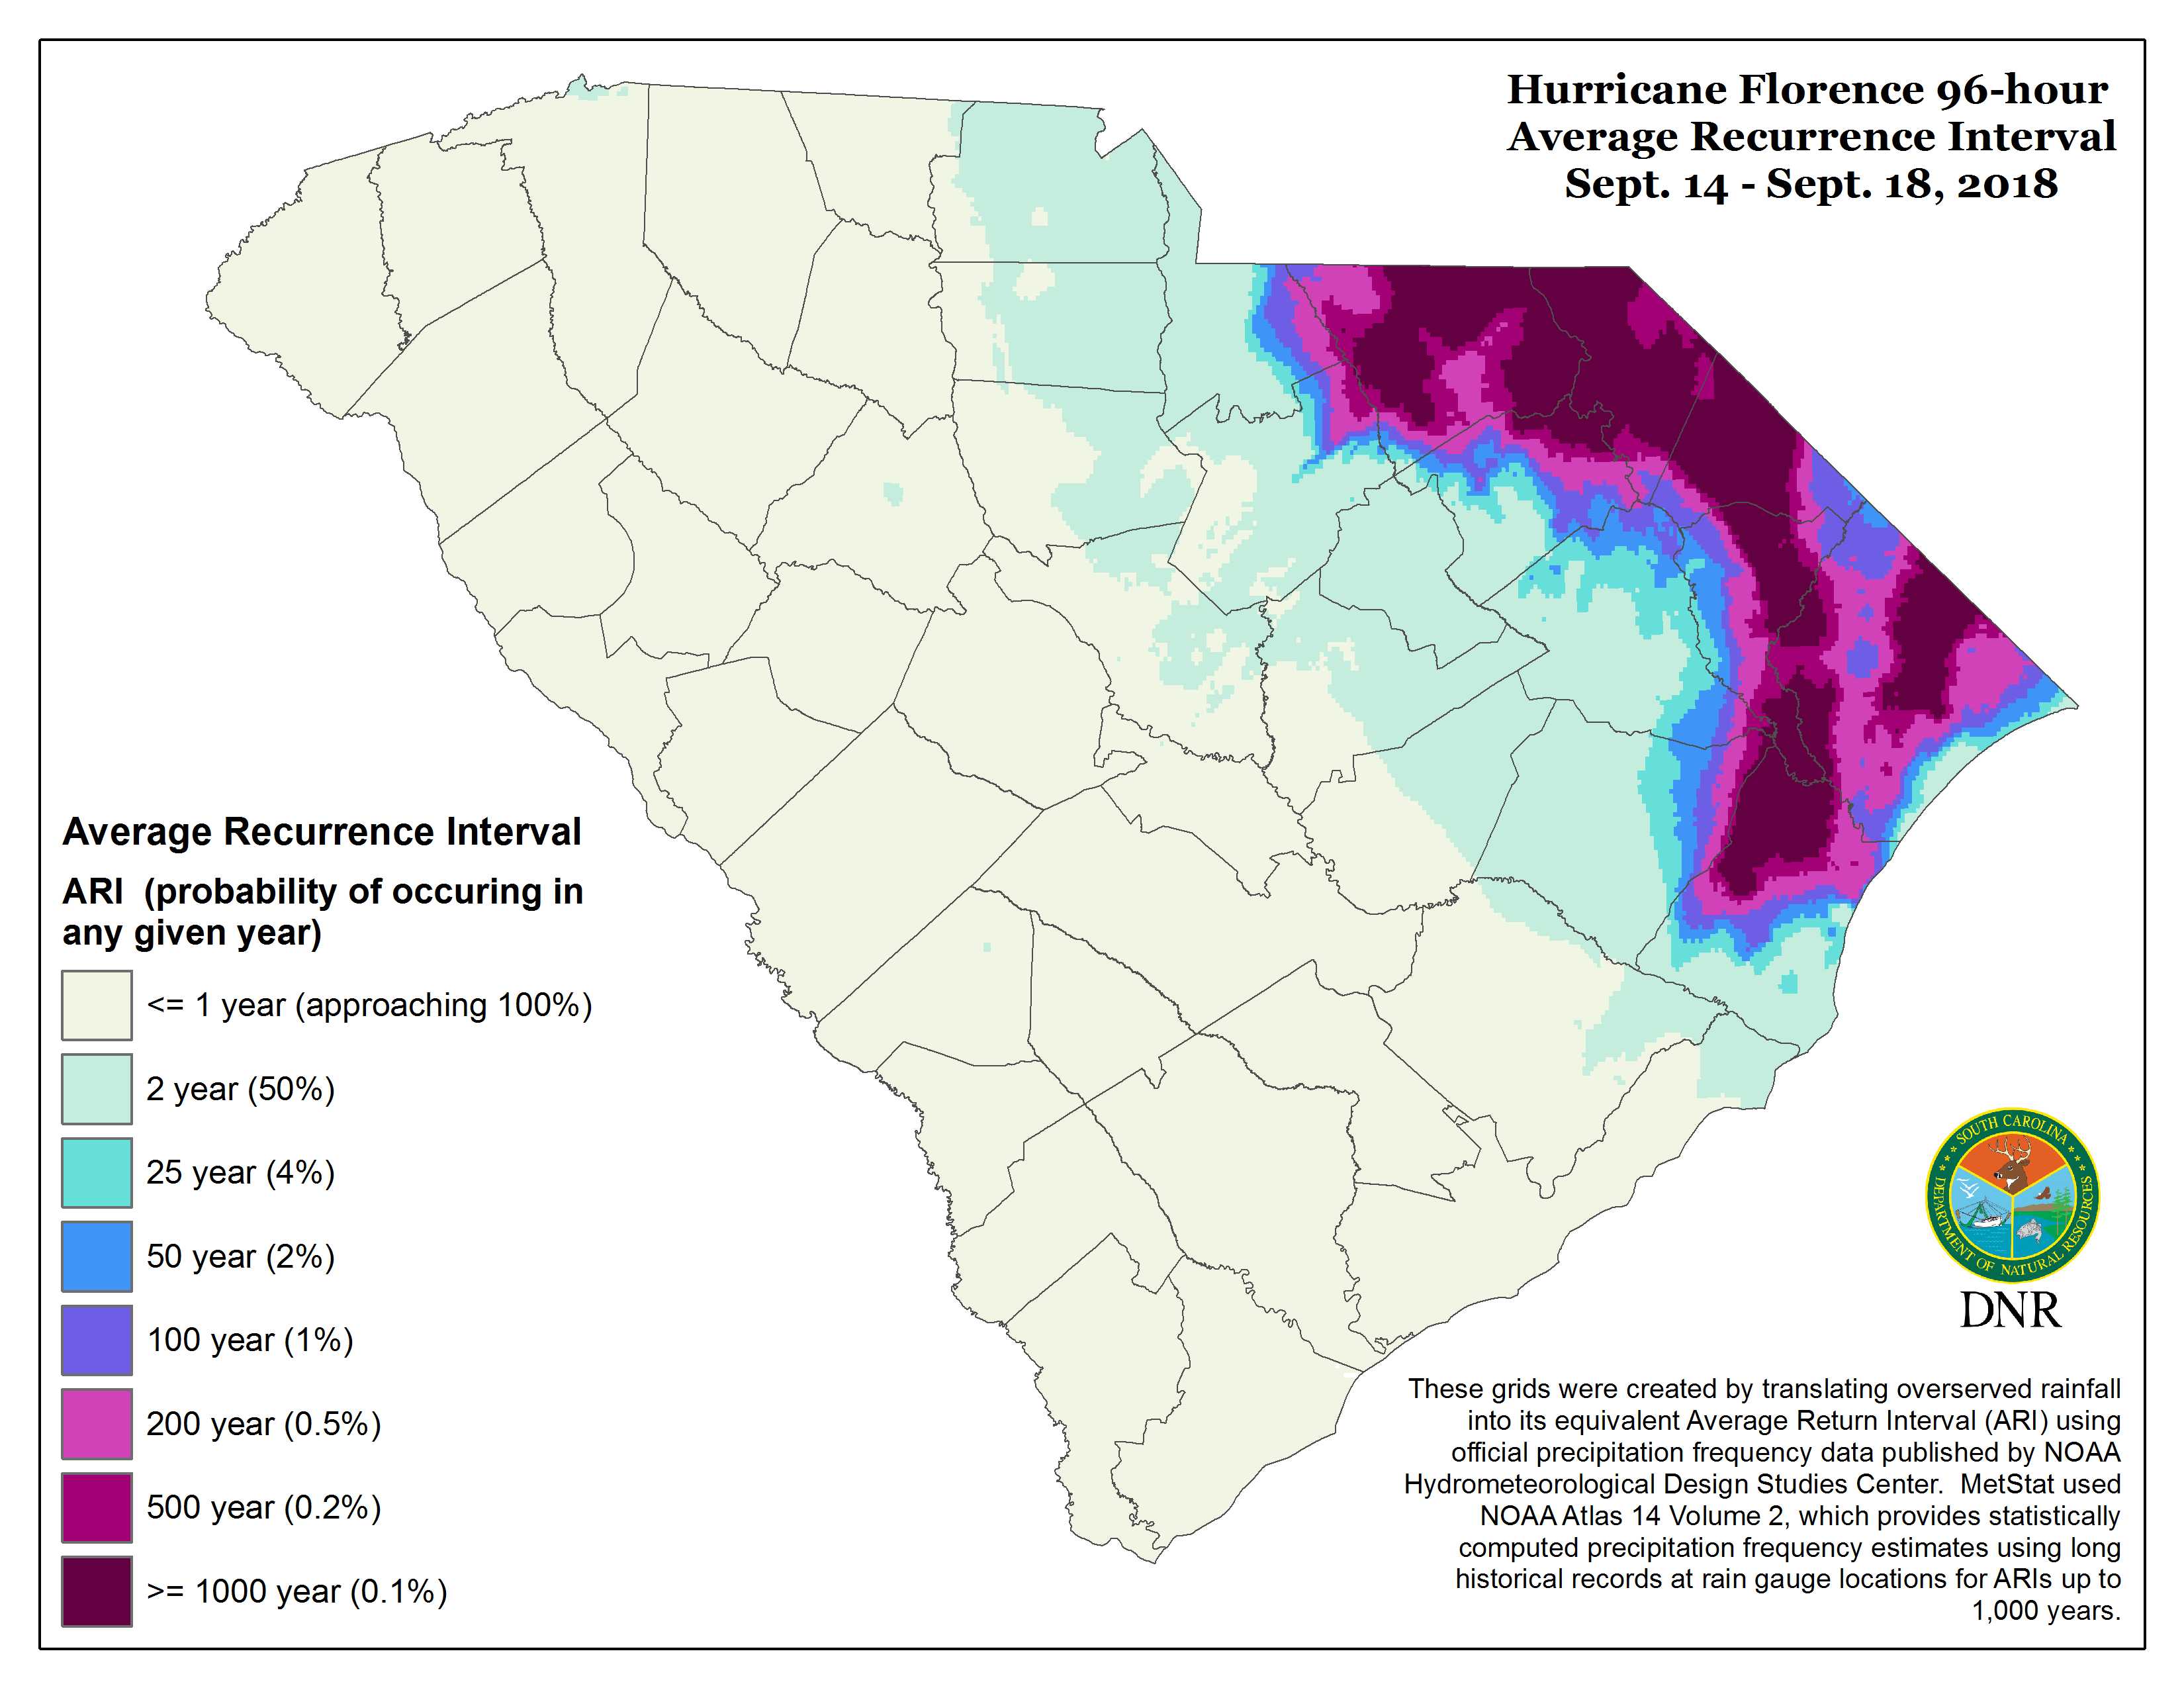 Hurricane Florence 96-hour
Average Recurrence Interval
Sept. 14 - Sept. 18, 2018
Average Recurrence Interval
ARI (probability of occuring in
any given year)
<= 1 year (approaching 100%)
2 year (50%)
25 year (4%)
50 year (2%)
100 year (1%)
200 year (0.5%)
500 year (0.2%)
>= 1000 year (0.1%)
SOUTH CAROLINA
DEPARTMENT OF NATURAL RESOURCES
DNR
These grids were created by translating overserved rainfall
into its equivalent Average Return Interval (ARI) using
official precipitation frequency data published by NOAA
Hydrometeorological Design Studies Center. MetStat used
NOAA Atlas 14 Volume 2, which provides statistically
computed precipitation frequency estimates using long
historical records at rain gauge locations for ARIs up to
1,000 years.